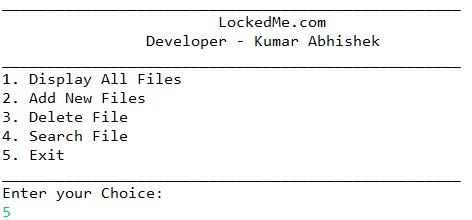 LockedMe.com
Developer - Kumar Abhishek
1. Display All Files
2. Add New Files
3. Delete File
4. Search File
5. Exit
Enter your Choice:
5